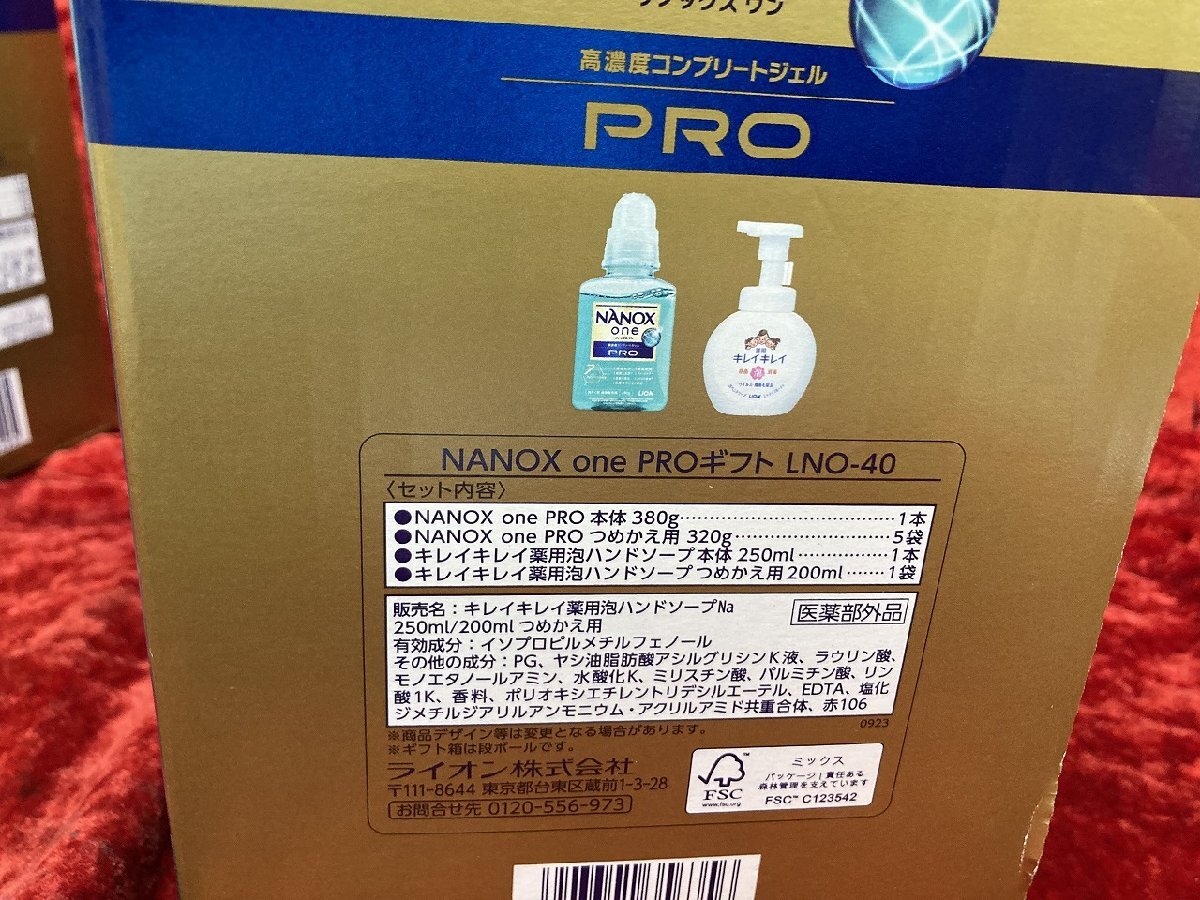 高濃度コンプリートジェル
PRO
NANOX
one
PRO
LION
薬用
キレイキレイ
LION
NANOX one PROギフト LNO-40
〈セット内容〉
●NANOX one PRO 本体 380g……1本
●NANOX one PRO つめかえ用 320g……5袋
●キレイキレイ薬用泡ハンドソープ本体 250ml……1本
●キレイキレイ薬用泡ハンドソープつめかえ用200ml……1袋
販売名：キレイキレイ薬用泡ハンドソープNa 医薬部外品
250ml/200mlつめかえ用
有効成分：イソプロピルメチルフェノール
その他の成分：PG、ヤシ油脂肪酸アシルグリシンK液、ラウリン酸、
モノエタノールアミン、水酸化K、ミリスチン酸、パルミチン酸、リン
酸1K、香料、ポリオキシエチレントリデシルエーテル、EDTA、塩化
ジメチルジアリルアンモニウム・アクリルアミド共重合体、赤106
0923
※商品デザイン等は変更となる場合があります。
※ギフト箱は段ボールです。
ライオン株式会社
〒111-8644 東京都台東区蔵前1-3-28
お問合せ先 0120-556-973
FSC™
www.fsc.org
ミックス
パッケージ｜責任ある
森林管理を支えています
FSC™ C123542